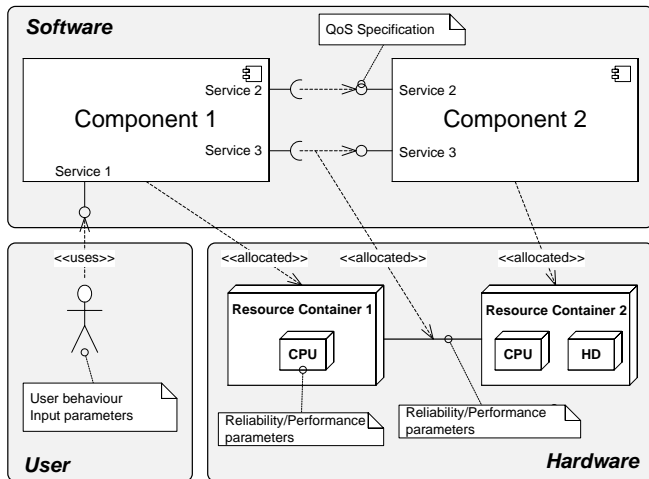 Software
QoS Specification
Service 2
Service 2
Component 1
Component 2
Service 3
Service 3
Service 1
<<uses>>
<<allocated>>
<<allocated>>
<<allocated>>
Resource Container 1
Resource Container 2
CPU
CPU
HD
User behaviour
Input parameters
Reliability/Performance
parameters
Reliability/Performance
parameters
User
Hardware